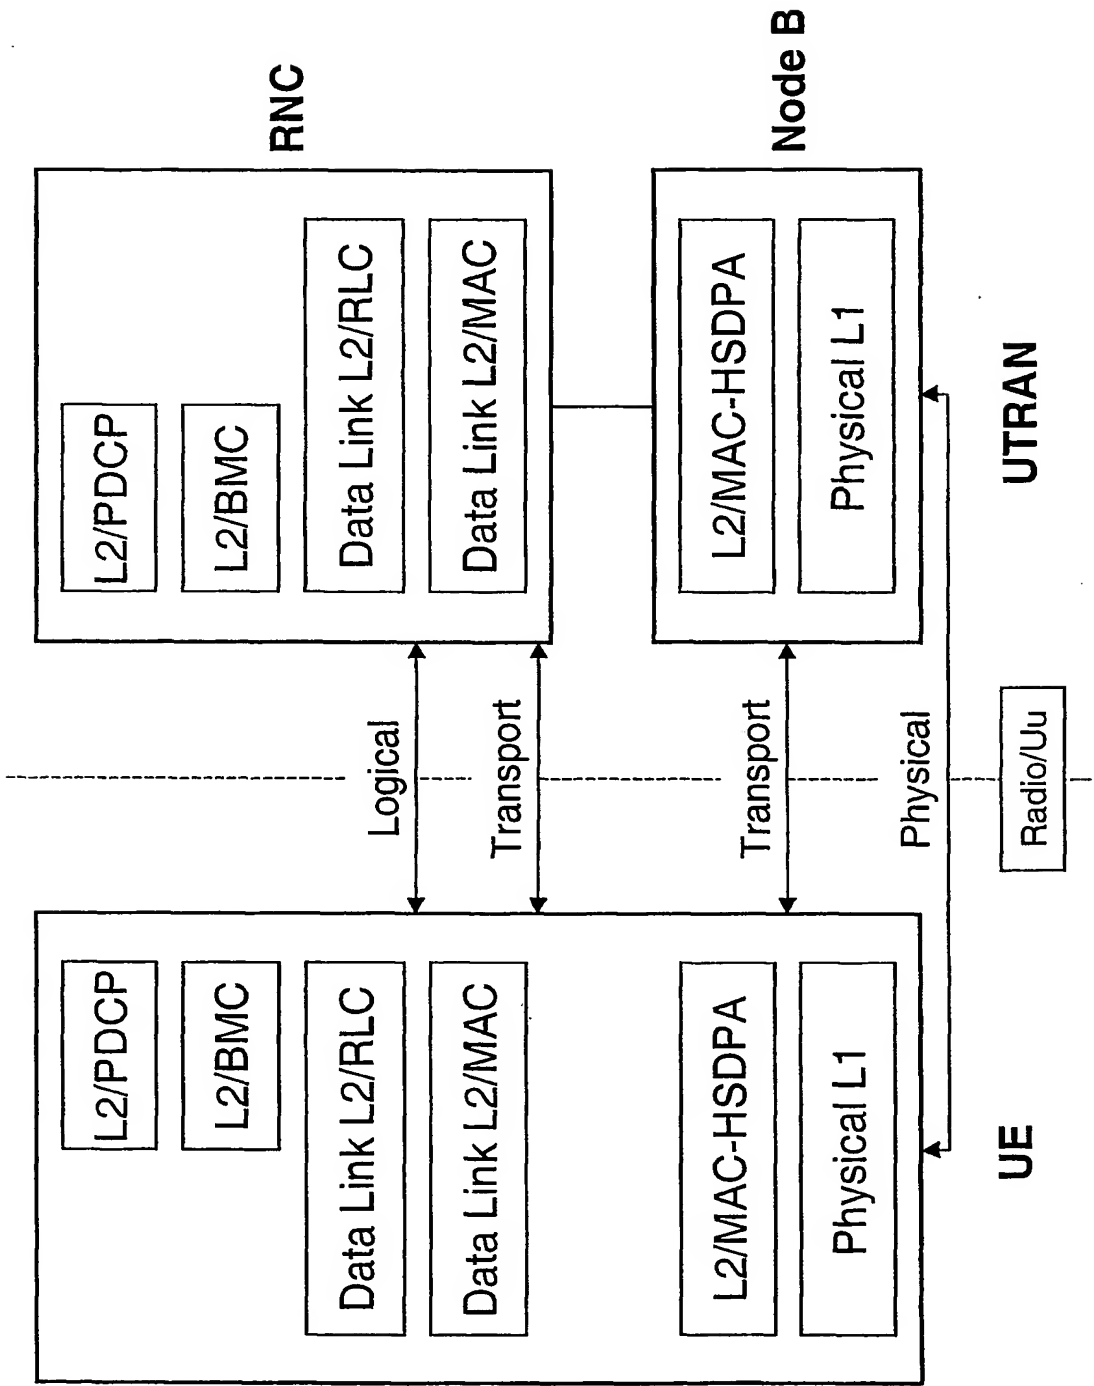 L2/PDCP
L2/BMC
Data Link L2/RLC
Data Link L2/MAC
L2/MAC-HSDPA
Physical L1
UE
Logical
Transport
Transport
Physical
Radio/Uu
L2/PDCP
L2/BMC
Data Link L2/RLC
Data Link L2/MAC
RNC
L2/MAC-HSDPA
Physical L1
Node B
UTRAN